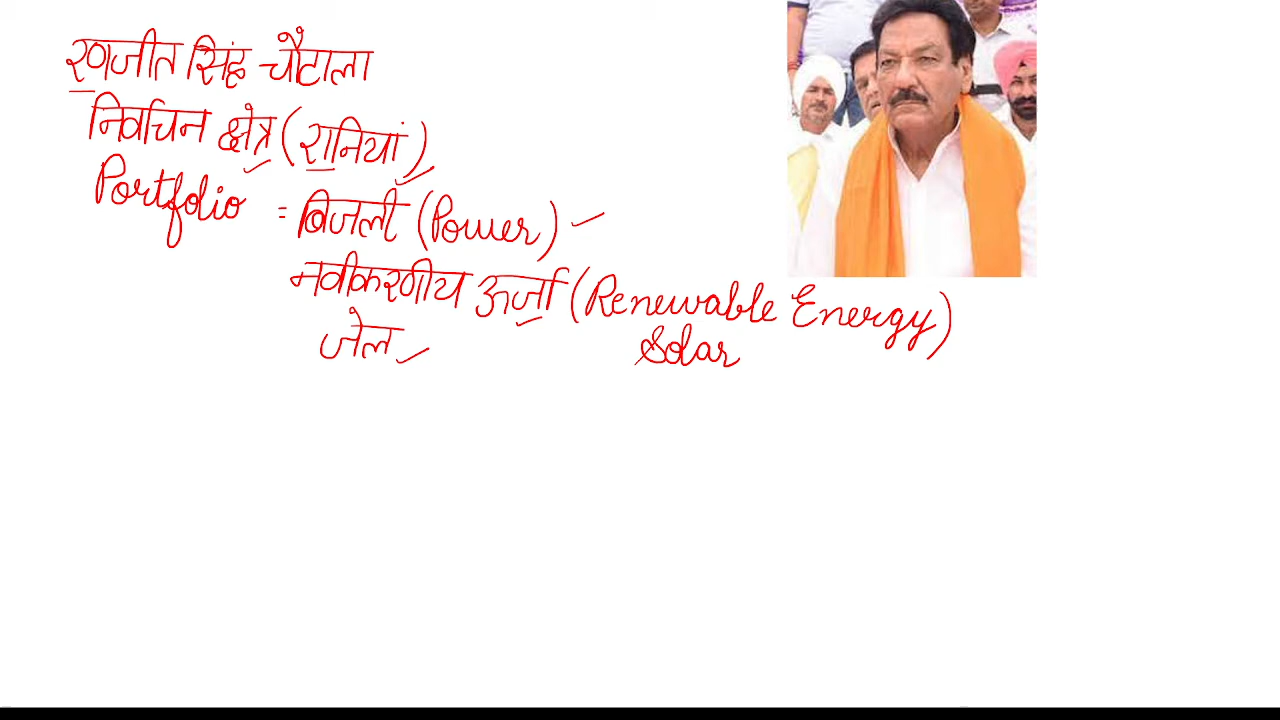 रणजीत सिंह चौटाला
निर्वाचन क्षेत्र (रानियां)
Portfolio = बिजली (Power)
नवीकरणीय ऊर्जा (Renewable Energy)
जेल Solar